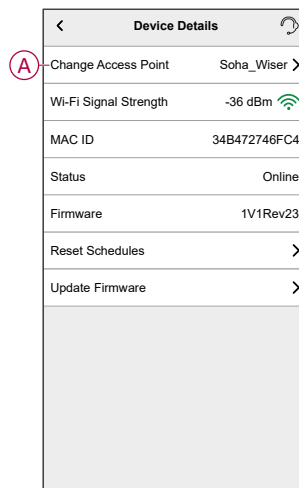 Device Details
A
Change Access Point Soha_Wiser
Wi-Fi Signal Strength -36 dBm
MAC ID 34B472746FC4
Status Online
Firmware 1V1Rev23
Reset Schedules
Update Firmware